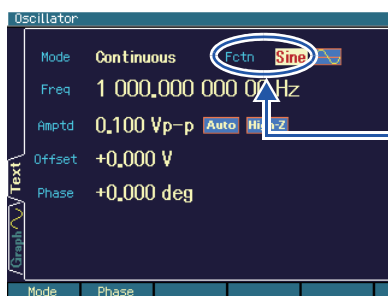 Oscillator
Mode Continuous Fctn Sine
Freq 1 000.000 000 00 Hz
Amptd 0.100 Vp-p Auto High-Z
Offset +0.000 V
Phase +0.000 deg
Text
Graph
Mode Phase